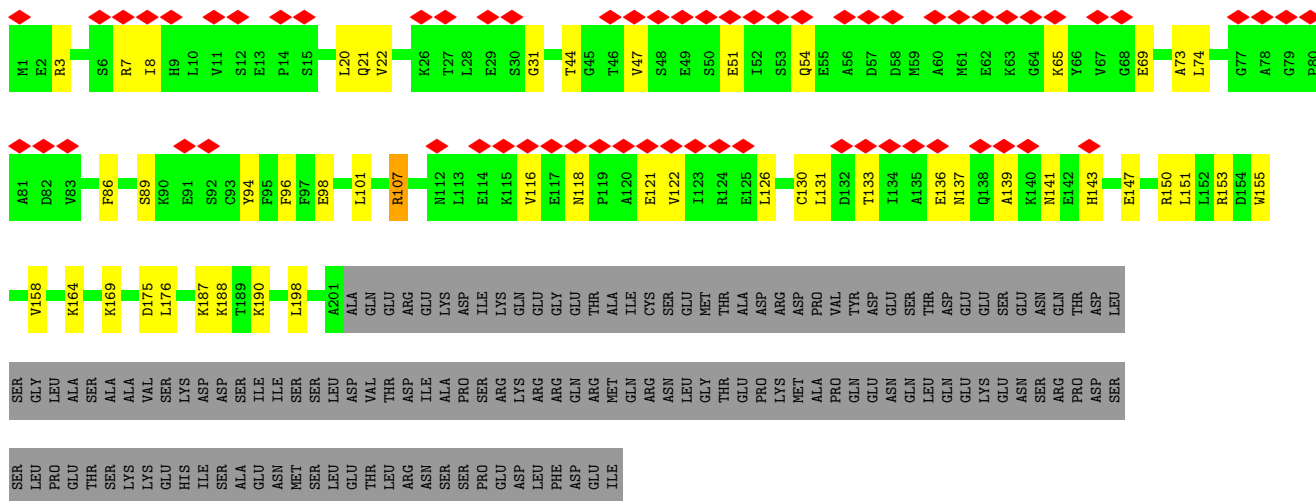 M1 E2 R3 S6 R7 I8 H9 L10 V11 S12 E13 P14 S15 L20 Q21 V22 K26 T27 L28 E29 S30 G31 T44 G45 T46 V47 S48 E49 S50 E51 I52 S53 Q54 E55 A56 D57 D58 M59 A60 M61 E62 K63 G64 K65 Y66 V67 G68 E69 A73 L74 G77 A78 G79 P80
A81 D82 V83 F86 S89 K90 E91 S92 C93 Y94 F95 F96 F97 E98 L101 R107 N112 L113 E114 K115 V116 E117 N118 P119 A120 E121 V122 I123 R124 E125 L126 C130 L131 D132 T133 I134 A135 E136 N137 Q138 A139 K140 N141 E142 H143 E147 R150 L151 L152 R153 D154 W155
V158 K164 K169 D175 L176 K187 K188 T189 K190 L198 A201 ALA GLN GLY ARG GLU LYS ASP ILE LYS GLN GLU GLY GLU THR ALA ILE CYS SER GLU MET THR ALA ASP ARG ASP PRO VAL TYR ASP GLU SER THR ASP GLU GLU SER GLU ASN GLN THR ASP LEU
SER GLY LEU ALA SER ALA ALA VAL SER LYS ASP ASP SER ILE ILE SER SER LEU ASP VAL THR ASP ILE ALA PRO SER ARG LYS ARG ARG GLN ARG MET GLN ARG ASN LEU GLY THR GLU PRO LYS MET ALA PRO GLN GLU ASN GLN LEU GLN GLU LYS GLU ASN SER ARG PRO ASP SER
SER LEU PRO GLU THR SER LYS LYS GLU HIS ILE SER ALA GLU ASN MET SER LEU GLU THR LEU ARG ASN SER SER PRO GLU ASP LEU PHE ASP GLU ILE